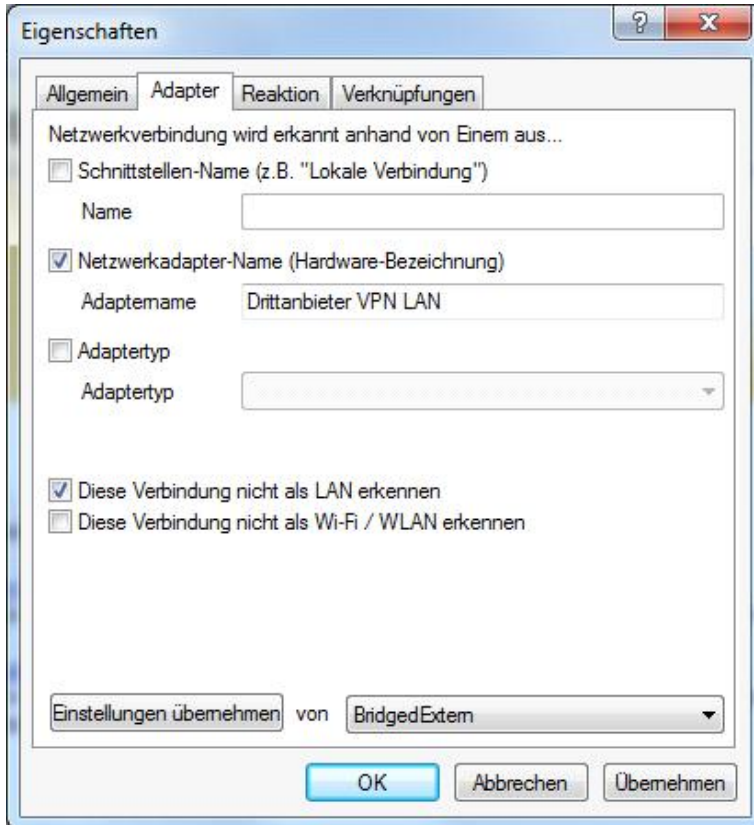 Eigenschaften
Allgemein Adapter Reaktion Verknüpfungen
Netzwerkverbindung wird erkannt anhand von Einem aus...
Schnittstellen-Name (z.B. "Lokale Verbindung")
Name
Netzwerkadapter-Name (Hardware-Bezeichnung)
Adaptername Drittanbieter VPN LAN
Adaptertyp
Adaptertyp
Diese Verbindung nicht als LAN erkennen
Diese Verbindung nicht als Wi-Fi / WLAN erkennen
Einstellungen übernehmen von BridgedExtern
OK Abbrechen Übernehmen